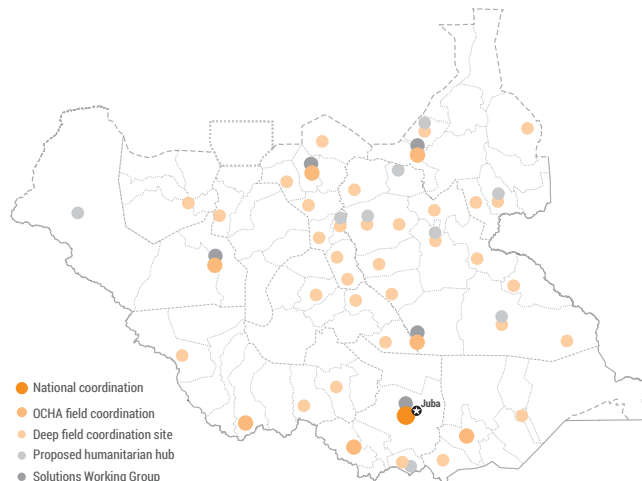 Juba
National coordination
OCHA field coordination
Deep field coordination site
Proposed humanitarian hub
Solutions Working Group